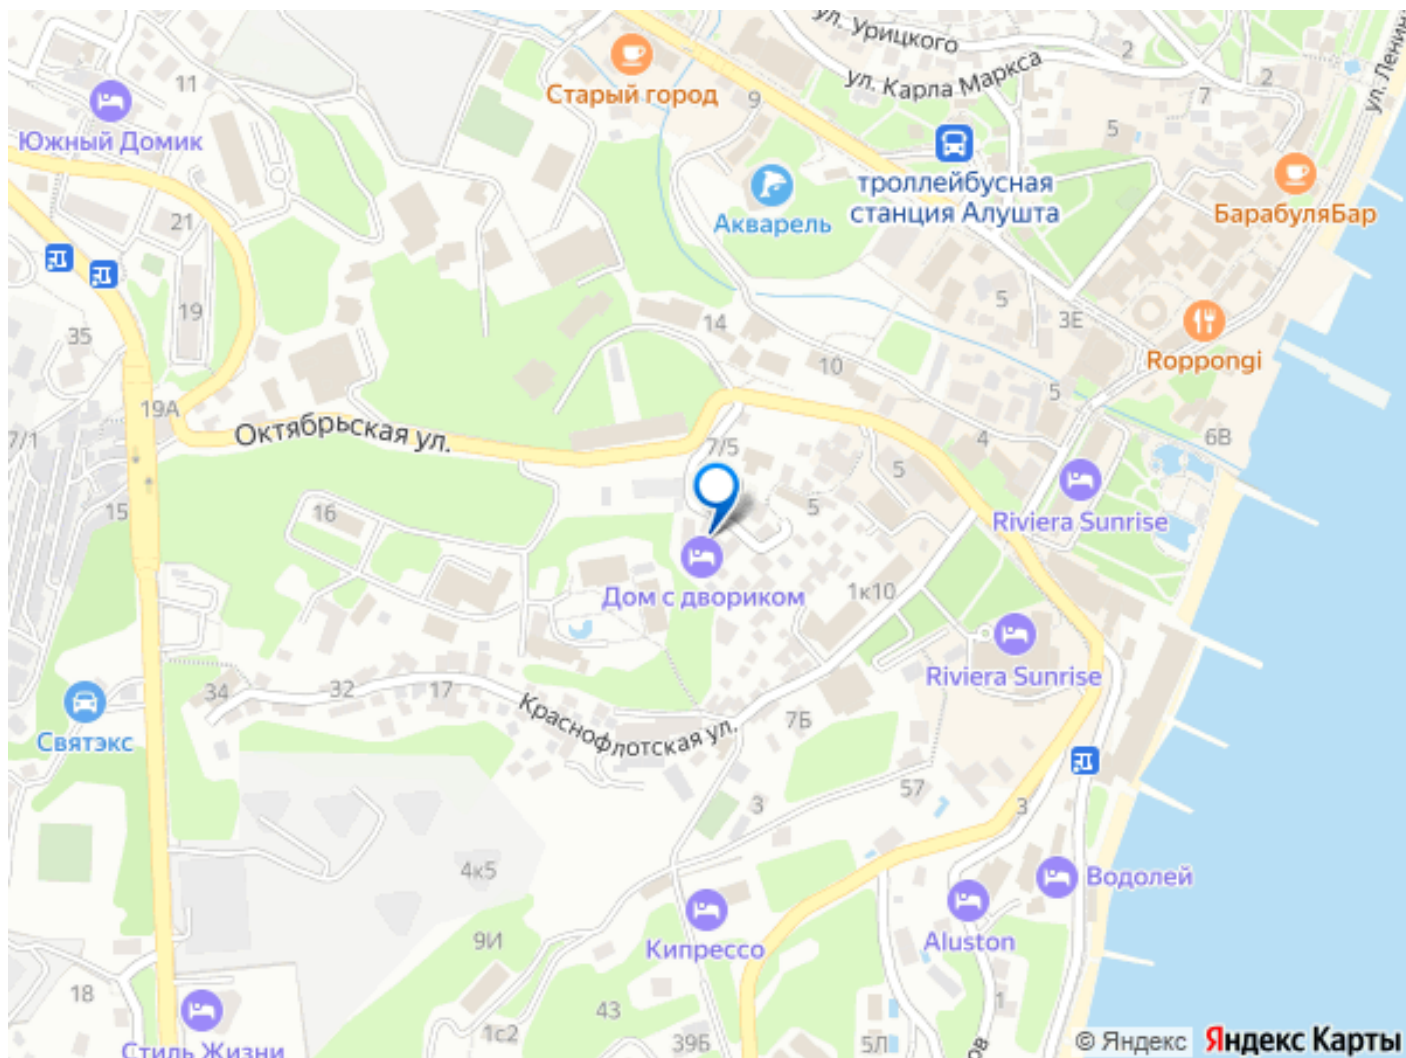 ул. Урицкого
2
ул. Карла Маркса
2
ул. Ленин
11
Старый город
9
7
Южный Домик
5
троллейбусная
станция Алушта
БарабуляБар
Акварель
21
19
35
14
5
3Е
Roppongi
10
5
19А
Октябрьская ул.
7/1
7/5
4
6В
5
Riviera Sunrise
15
16
5
Дом с двориком
1к10
Riviera Sunrise
34
32
17
Краснофлотская ул.
7Б
Святэкс
57
3
3
4к5
Водолей
9И
Кипрессо
Aluston
18
43
1
1с2
39Б
5Л
ов
Стиль Жизни
© Яндекс Яндекс Карты